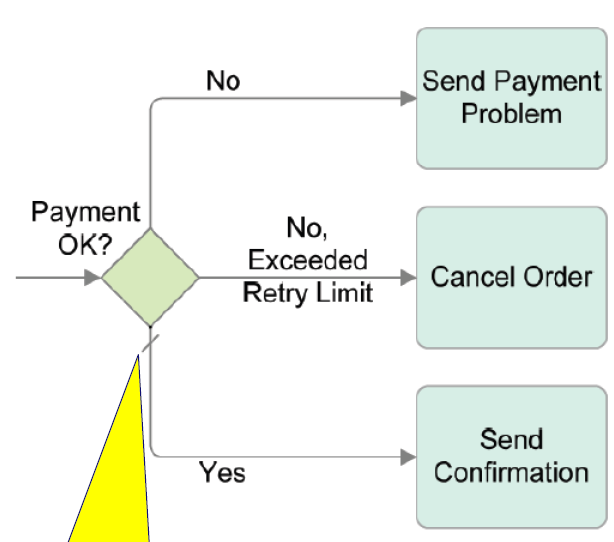 No
Send Payment
Problem
Payment
OK?
No,
Exceeded
Retry Limit
Cancel Order
Yes
Send
Confirmation